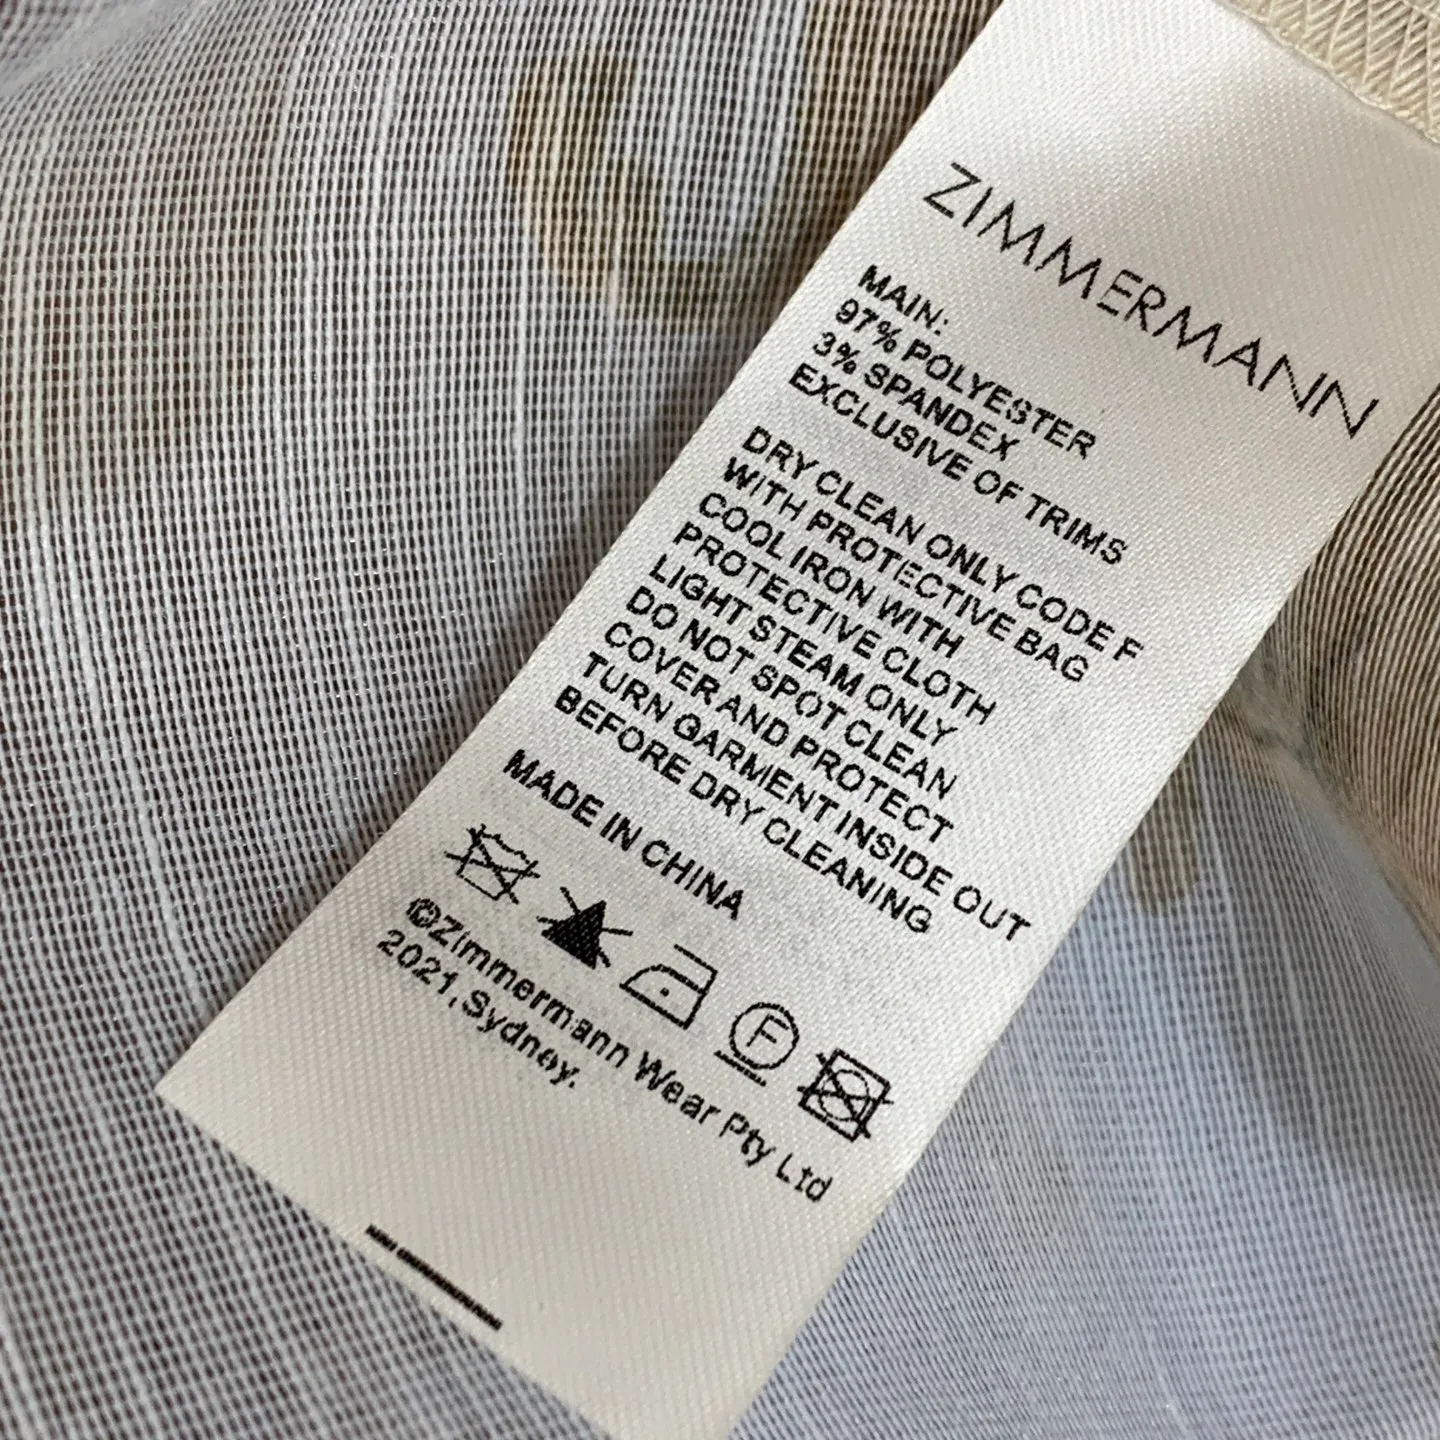 ZIMMERMANN
MAIN:
97% POLYESTER
3% SPANDEX
EXCLUSIVE OF TRIMS
DRY CLEAN ONLY CODE F
WITH PROTECTIVE BAG
COOL IRON WITH
PROTECTIVE CLOTH
LIGHT STEAM ONLY
DO NOT SPOT CLEAN
COVER AND PROTECT
TURN GARMENT INSIDE OUT
BEFORE DRY CLEANING
MADE IN CHINA
F
©Zimmermann Wear Pty Ltd
2021,Sydney.